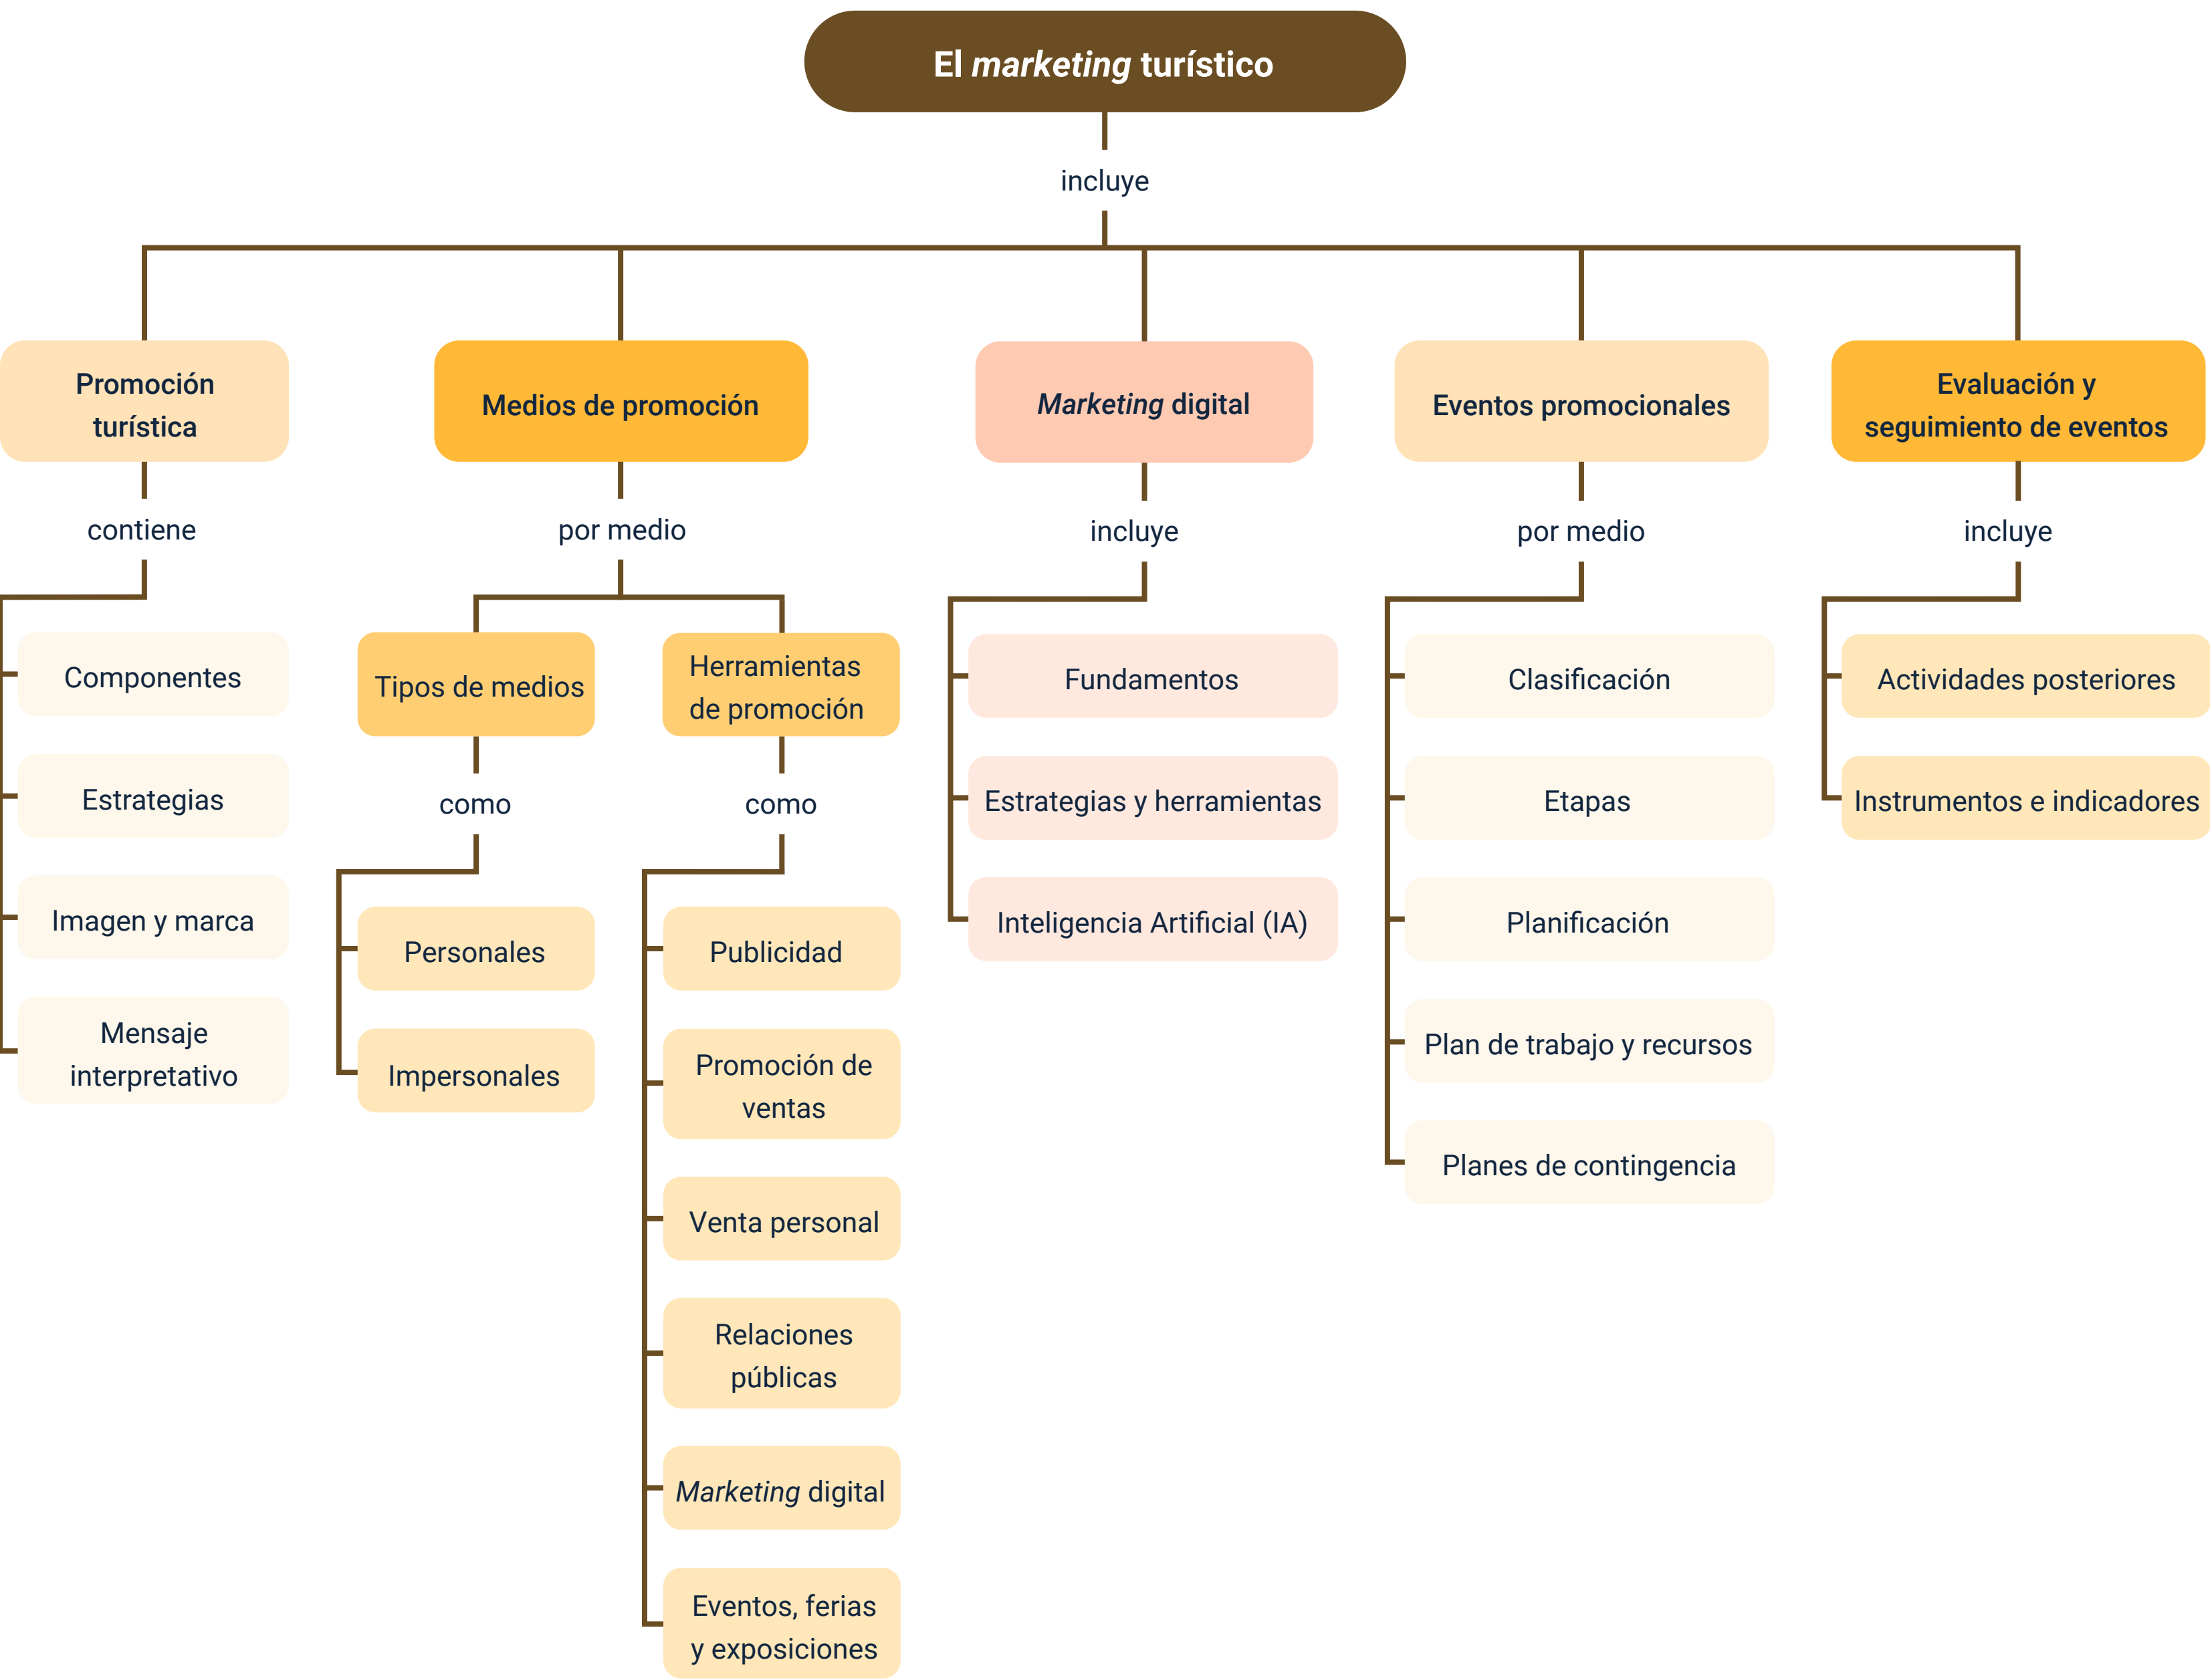 El marketing turístico
incluye
Promoción
turística
contiene
Componentes
Estrategias
Imagen y marca
Mensaje
interpretativo
Medios de promoción
por medio
Tipos de medios
como
Personales
Impersonales
Herramientas
de promoción
como
Publicidad
Promoción de
ventas
Venta personal
Relaciones
públicas
Marketing digital
Eventos, ferias
y exposiciones
Marketing digital
incluye
Fundamentos
Estrategias y herramientas
Inteligencia Artificial (IA)
Eventos promocionales
por medio
Clasificación
Etapas
Planificación
Plan de trabajo y recursos
Planes de contingencia
Evaluación y
seguimiento de eventos
incluye
Actividades posteriores
Instrumentos e indicadores